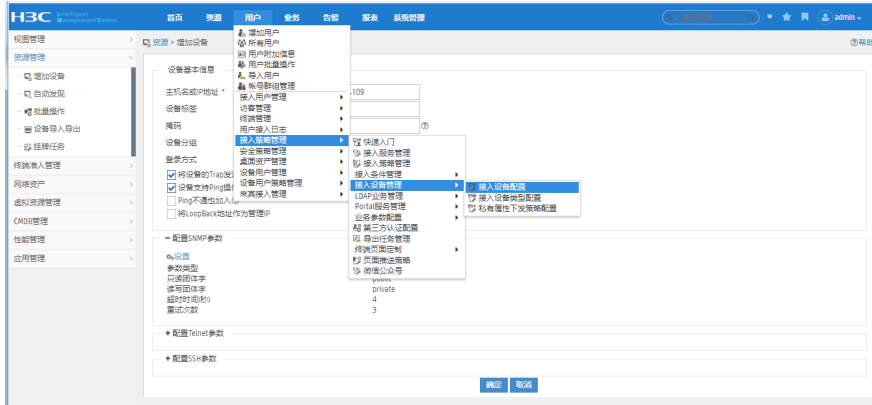 H3C Intelligent Management Center
首页 资源 用户 业务 告警 报表 系统管理 admin
视图管理
资源管理
增加设备
自动发现
批量操作
设备导入导出
挂牌任务
终端准入管理
网络资产
虚拟资源管理
CMDB管理
性能管理
应用管理
资源 > 增加设备
帮助
增加用户
所有用户
用户附加信息
用户批量操作
导入用户
帐号群组管理
接入用户管理
访客管理
终端管理
用户接入日志
接入策略管理
安全策略管理
桌面资产管理
设备用户管理
设备用户策略管理
来宾接入管理
快速入门
接入服务管理
接入策略管理
接入条件管理
接入设备管理
LDAP业务管理
Portal服务管理
业务参数配置
第三方认证配置
导出任务管理
终端页面定制
页面推送策略
微信公众号
接入设备配置
接入设备类型配置
私有属性下发策略配置
设备基本信息
主机名或IP地址 * .109
设备标签
掩码
设备分组
登录方式
将设备的Trap发
设备支持Ping操
Ping不通也加入
将LoopBack地址作为管理IP
配置SNMP参数
设置
参数类型
只读团体字 public
读写团体字 private
超时时间(秒) 4
重试次数 3
配置Telnet参数
配置SSH参数
确定 取消